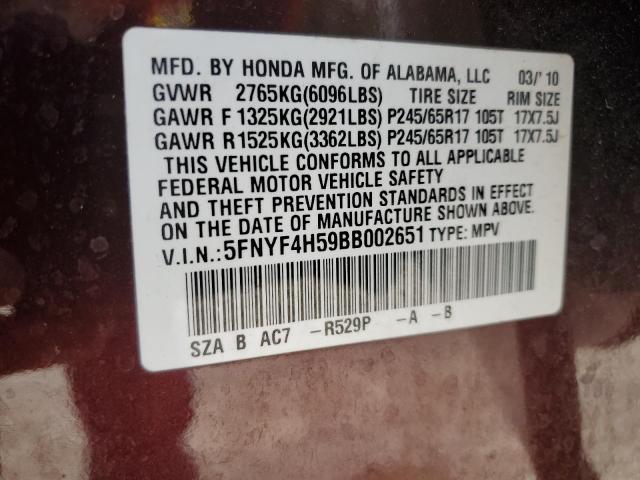 MFD. BY HONDA MFG. OF ALABAMA, LLC 03/'10
GVWR 2765KG(6096LBS) TIRE SIZE RIM SIZE
GAWR F 1325KG(2921LBS) P245/65R17 105T 17X7.5J
GAWR R 1525KG(3362LBS) P245/65R17 105T 17X7.5J
THIS VEHICLE CONFORMS TO ALL APPLICABLE
FEDERAL MOTOR VEHICLE SAFETY
AND THEFT PREVENTION STANDARDS IN EFFECT
ON THE DATE OF MANUFACTURE SHOWN ABOVE.
V.I.N.:5FNYF4H59BB002651 TYPE: MPV
SZA B AC7 -R529P -A -B